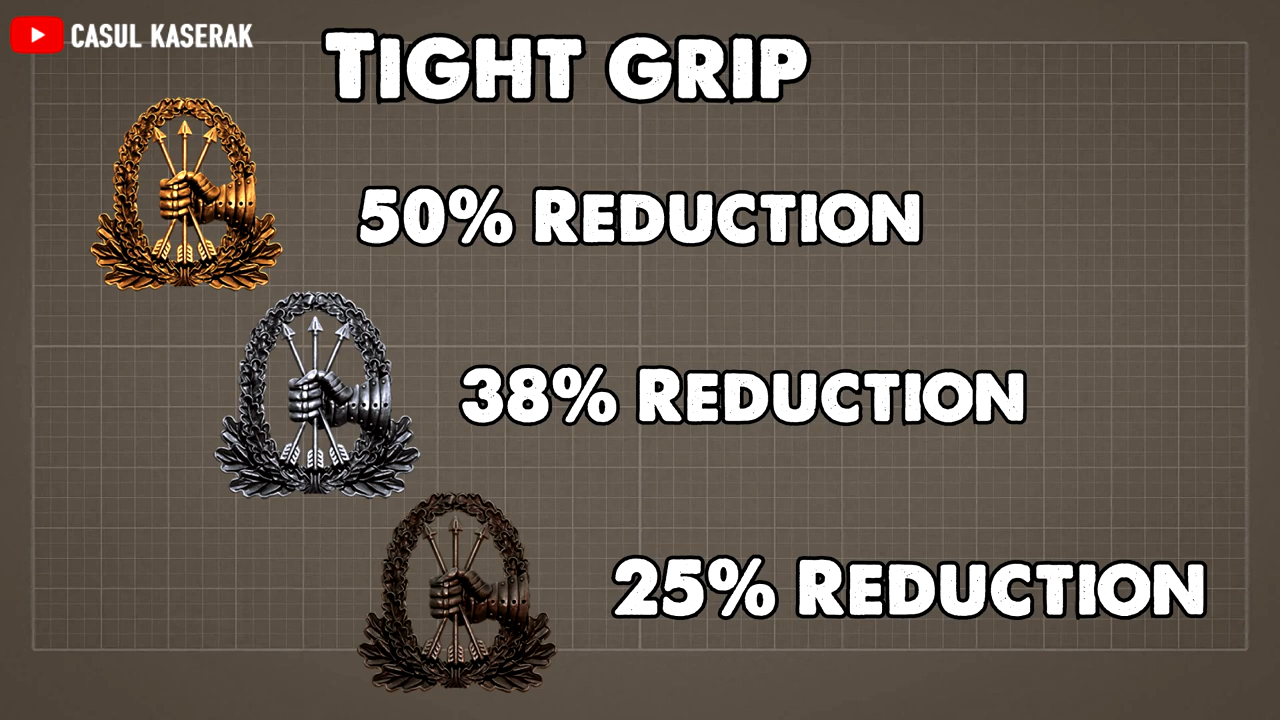 CASUL KASERAK
TIGHT GRIP
50% REDUCTION
38% REDUCTION
25% REDUCTION